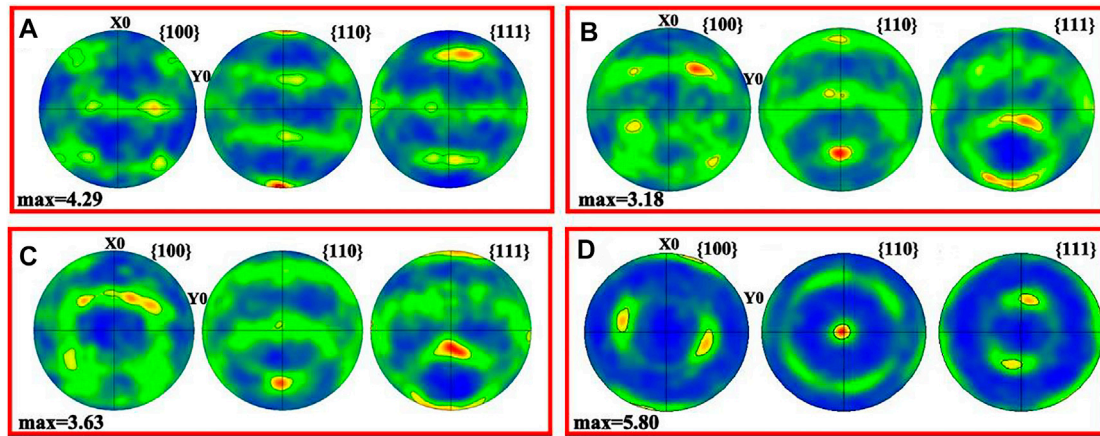 A
X0
{100}
{110}
{111}
Y0
max=4.29
B
X0
{100}
{110}
{111}
Y0
max=3.18
C
X0
{100}
{110}
{111}
Y0
max=3.63
D
X0
{100}
{110}
{111}
Y0
max=5.80